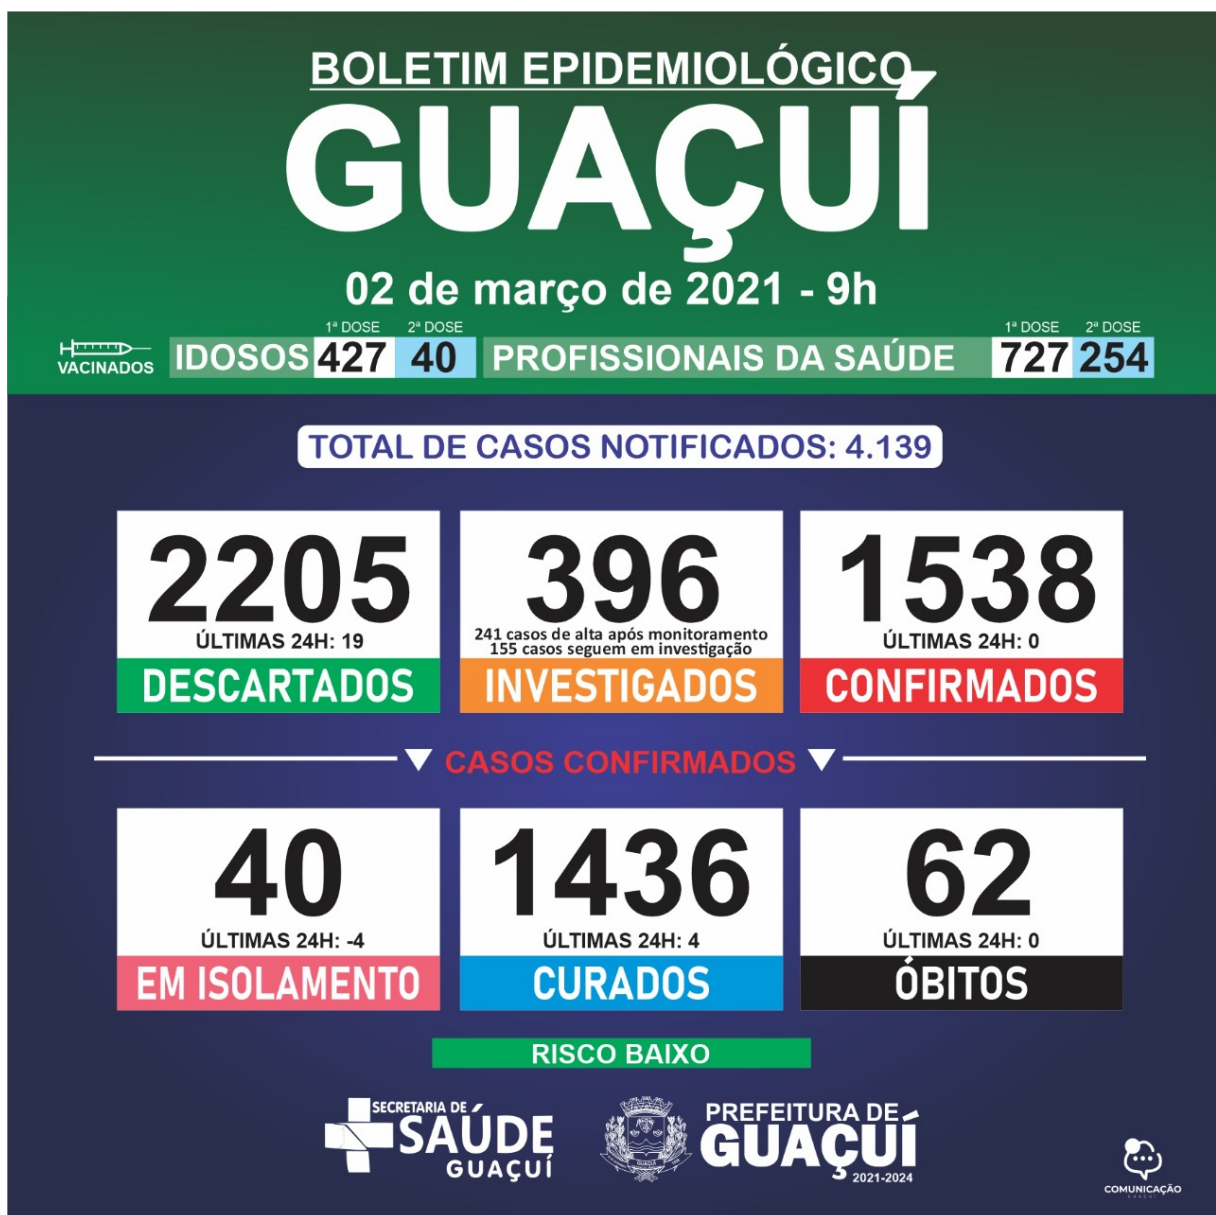 BOLETIM EPIDEMIOLÓGICO
GUAÇUÍ
02 de março de 2021 - 9h
1ª DOSE 2ª DOSE 1ª DOSE 2ª DOSE
VACINADOS IDOSOS 427 40 PROFISSIONAIS DA SAÚDE 727 254
TOTAL DE CASOS NOTIFICADOS: 4.139
2205
ÚLTIMAS 24H: 19
DESCARTADOS
396
241 casos de alta após monitoramento
155 casos seguem em investigação
INVESTIGADOS
1538
ÚLTIMAS 24H: 0
CONFIRMADOS
CASOS CONFIRMADOS
40
ÚLTIMAS 24H: -4
EM ISOLAMENTO
1436
ÚLTIMAS 24H: 4
CURADOS
62
ÚLTIMAS 24H: 0
ÓBITOS
RISCO BAIXO
SECRETARIA DE
SAÚDE
GUAÇUÍ
PREFEITURA DE
GUAÇUÍ
2021-2024
COMUNICAÇÃO
GUAÇUÍ